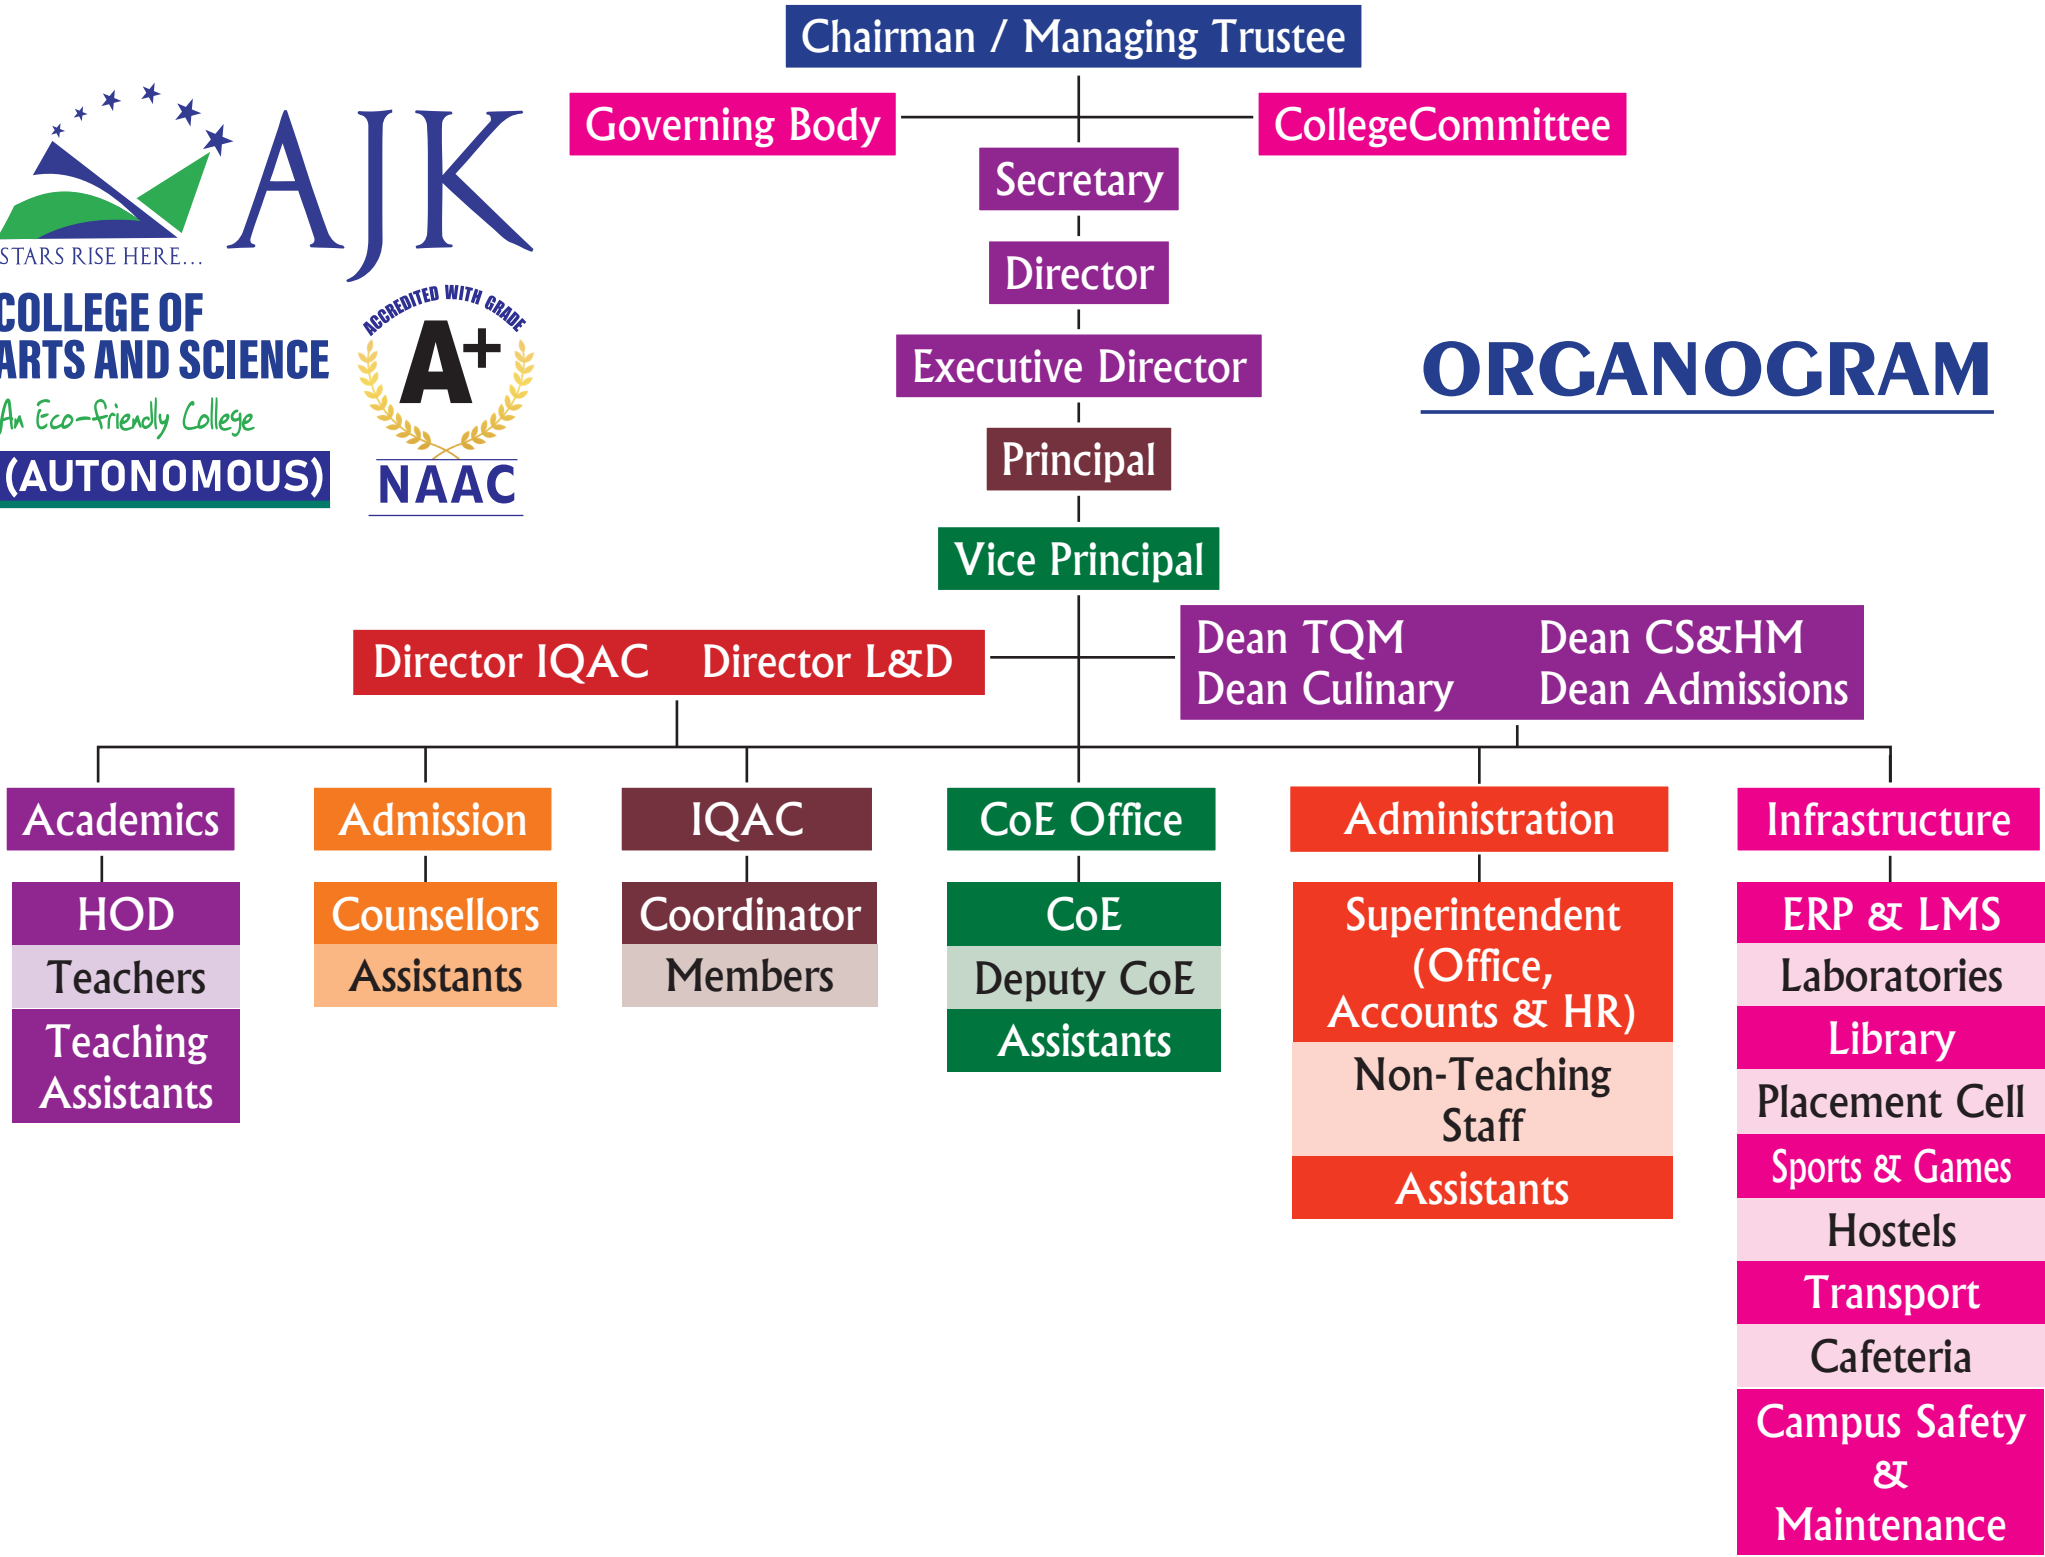 Chairman / Managing Trustee
Governing Body
CollegeCommittee
Secretary
Director
Executive Director
Principal
Vice Principal
AJK
STARS RISE HERE...
COLLEGE OF
ARTS AND SCIENCE
An Eco-friendly College
(AUTONOMOUS)
ACCREDITED WITH GRADE
A+
NAAC
ORGANOGRAM
Director IQAC Director L&D
Dean TQM Dean CS&HM
Dean Culinary Dean Admissions
Academics
HOD
Teachers
Teaching
Assistants
Admission
Counsellors
Assistants
IQAC
Coordinator
Members
CoE Office
CoE
Deputy CoE
Assistants
Administration
Superintendent
(Office,
Accounts & HR)
Non-Teaching
Staff
Assistants
Infrastructure
ERP & LMS
Laboratories
Library
Placement Cell
Sports & Games
Hostels
Transport
Cafeteria
Campus Safety
&
Maintenance